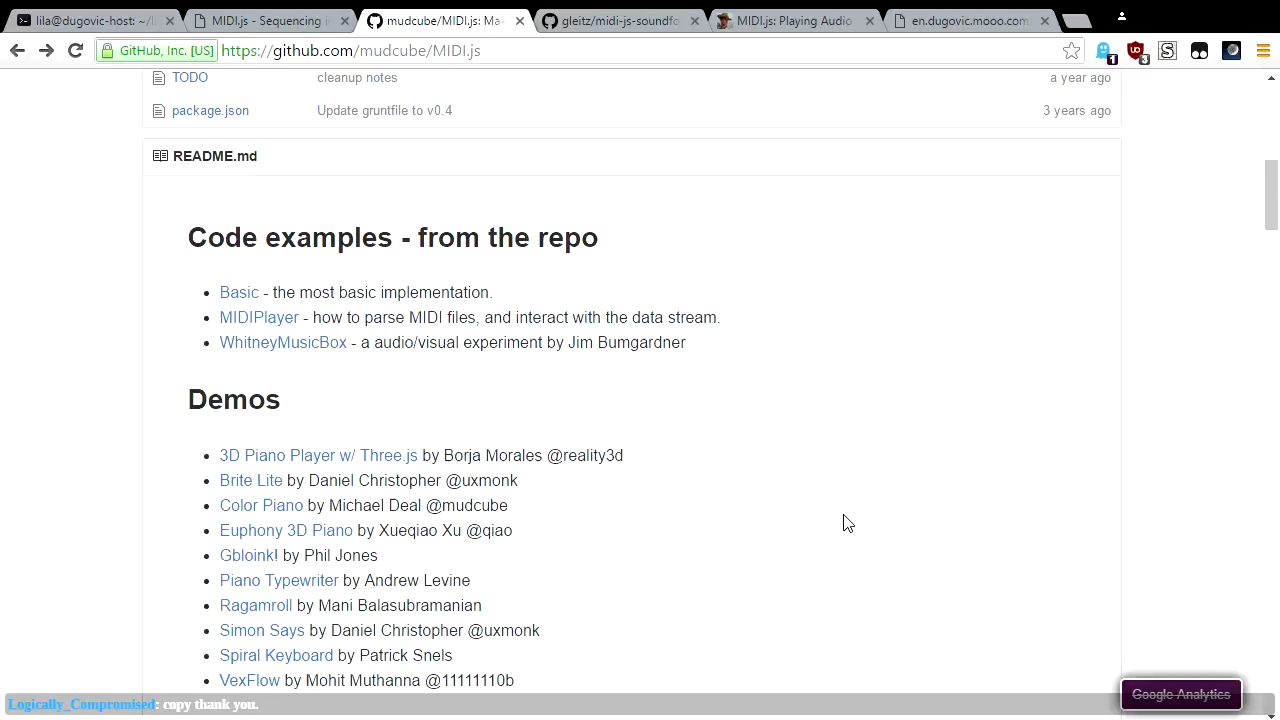 lila@dugovic-host: ~/li
MIDI.js - Sequencing in
mudcube/MIDI.js: Ma
gleitz/midi-js-soundfo
MIDI.js: Playing Audio
en.dugovic.mooo.com
GitHub, Inc. [US]
https://github.com/mudcube/MIDI.js
1
3
TODO cleanup notes a year ago
package.json Update gruntfile to v0.4 3 years ago
README.md
Code examples - from the repo
Basic - the most basic implementation.
MIDIPlayer - how to parse MIDI files, and interact with the data stream.
WhitneyMusicBox - a audio/visual experiment by Jim Bumgardner
Demos
3D Piano Player w/ Three.js by Borja Morales @reality3d
Brite Lite by Daniel Christopher @uxmonk
Color Piano by Michael Deal @mudcube
Euphony 3D Piano by Xueqiao Xu @qiao
Gbloink! by Phil Jones
Piano Typewriter by Andrew Levine
Ragamroll by Mani Balasubramanian
Simon Says by Daniel Christopher @uxmonk
Spiral Keyboard by Patrick Snels
VexFlow by Mohit Muthanna @11111110b
Google Analytics
Logically_Compromised: copy thank you.